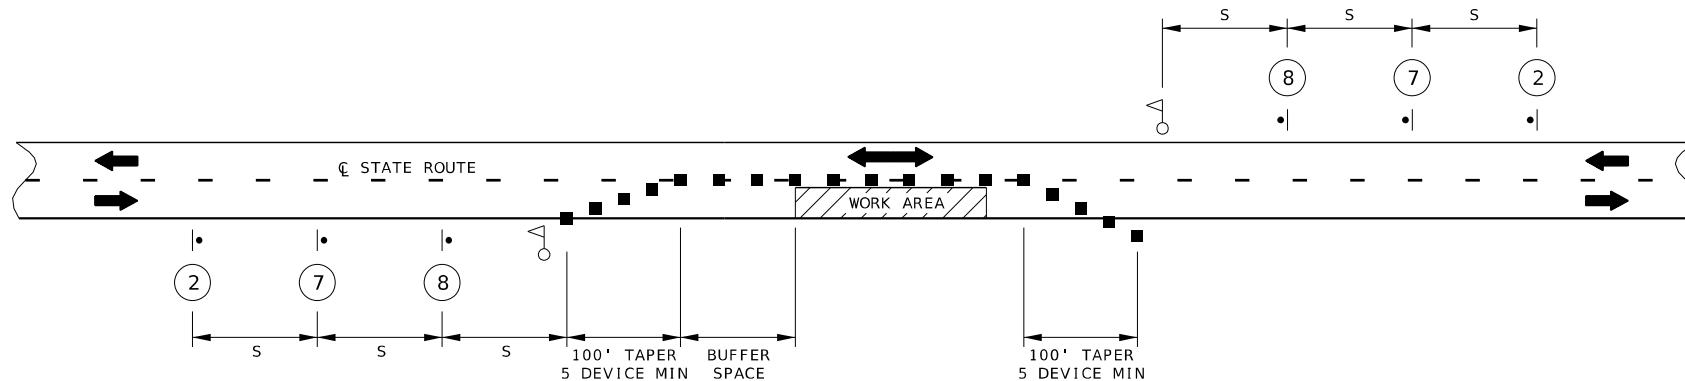 S S S
8 7 2
℄ STATE ROUTE
WORK AREA
2 7 8
S S S
100' TAPER
5 DEVICE MIN
BUFFER
SPACE
100' TAPER
5 DEVICE MIN